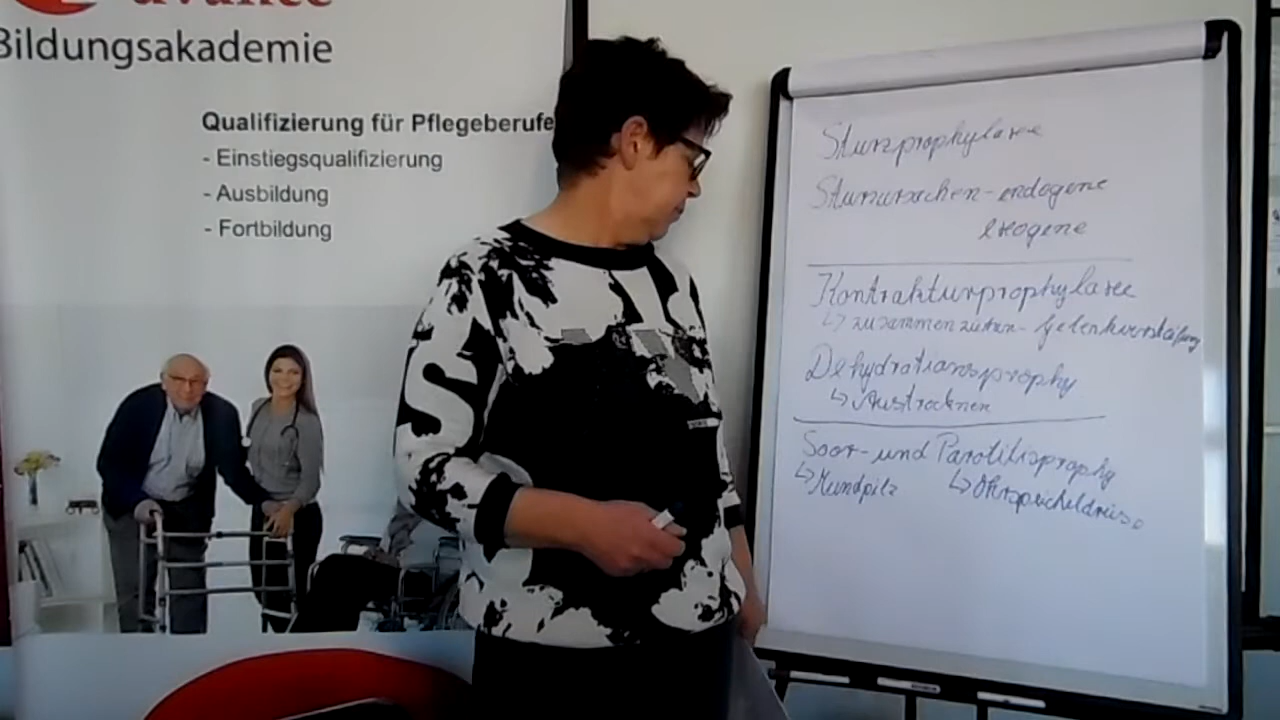 avance
Bildungsakademie
Qualifizierung für Pflegeberufe
- Einstiegsqualifizierung
- Ausbildung
- Fortbildung
Sturzprophylaxe
Sturzursachen - endogene
exogene
Kontrakturprophylaxe
↳ zusammenziehen - Gelenkversteifung
Dehydrationsprophy
↳ Austrocknen
Soor- und Parotitisprophy
↳ Mundpilz ↳ Ohrspeicheldrüse
S